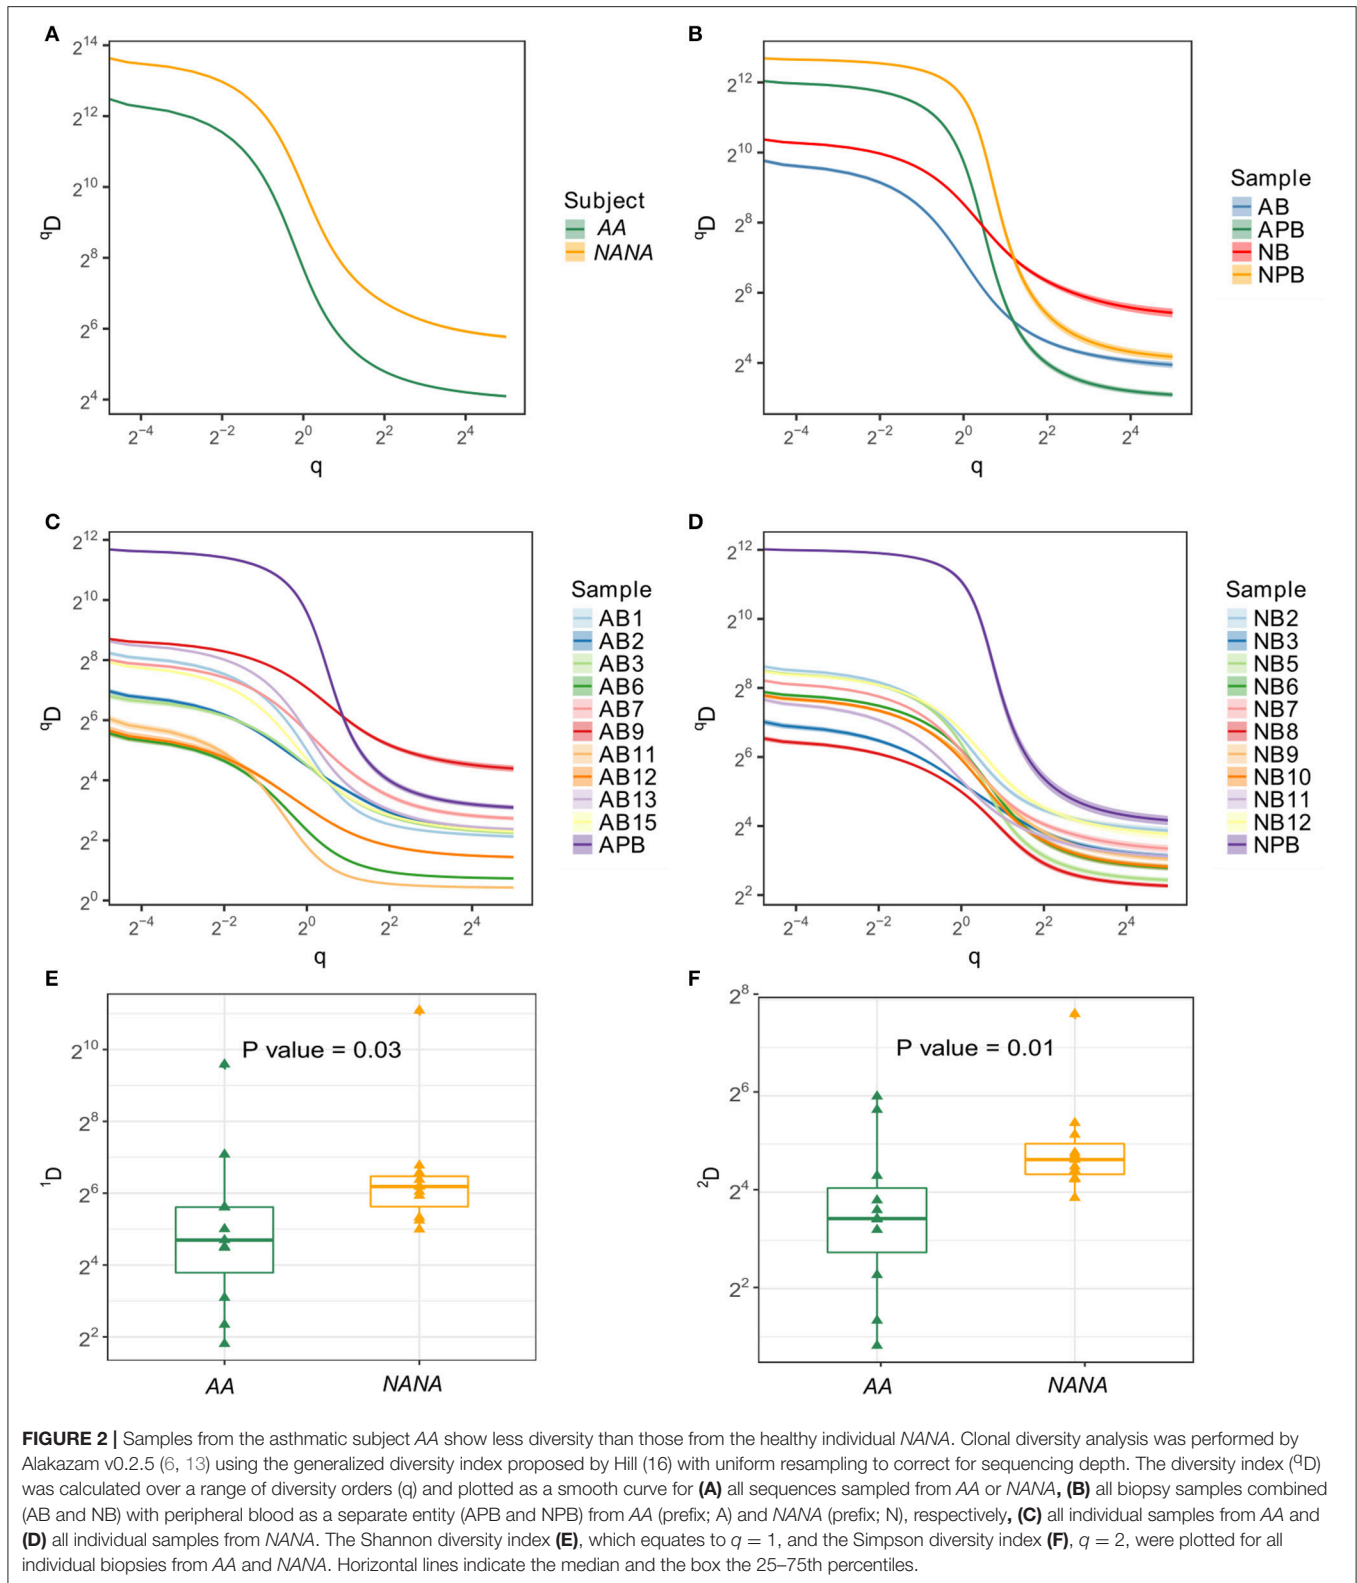 A
2^14
2^12
2^10
2^8
2^6
2^4
qD
2^−4
2^−2
2^0
2^2
2^4
q
Subject
AA
NANA
B
2^12
2^10
2^8
2^6
2^4
qD
2^−4
2^−2
2^0
2^2
2^4
q
Sample
AB
APB
NB
NPB
C
2^12
2^10
2^8
2^6
2^4
2^2
2^0
qD
2^−4
2^−2
2^0
2^2
2^4
q
Sample
AB1
AB2
AB3
AB6
AB7
AB9
AB11
AB12
AB13
AB15
APB
D
2^12
2^10
2^8
2^6
2^4
2^2
qD
2^−4
2^−2
2^0
2^2
2^4
q
Sample
NB2
NB3
NB5
NB6
NB7
NB8
NB9
NB10
NB11
NB12
NPB
E
2^10
2^8
2^6
2^4
2^2
1D
P value = 0.03
AA
NANA
F
2^8
2^6
2^4
2^2
2D
P value = 0.01
AA
NANA
FIGURE 2 | Samples from the asthmatic subject AA show less diversity than those from the healthy individual NANA. Clonal diversity analysis was performed by
Alakazam v0.2.5 (6, 13) using the generalized diversity index proposed by Hill (16) with uniform resampling to correct for sequencing depth. The diversity index (qD)
was calculated over a range of diversity orders (q) and plotted as a smooth curve for (A) all sequences sampled from AA or NANA, (B) all biopsy samples combined
(AB and NB) with peripheral blood as a separate entity (APB and NPB) from AA (prefix; A) and NANA (prefix; N), respectively, (C) all individual samples from AA and
(D) all individual samples from NANA. The Shannon diversity index (E), which equates to q = 1, and the Simpson diversity index (F), q = 2, were plotted for all
individual biopsies from AA and NANA. Horizontal lines indicate the median and the box the 25–75th percentiles.